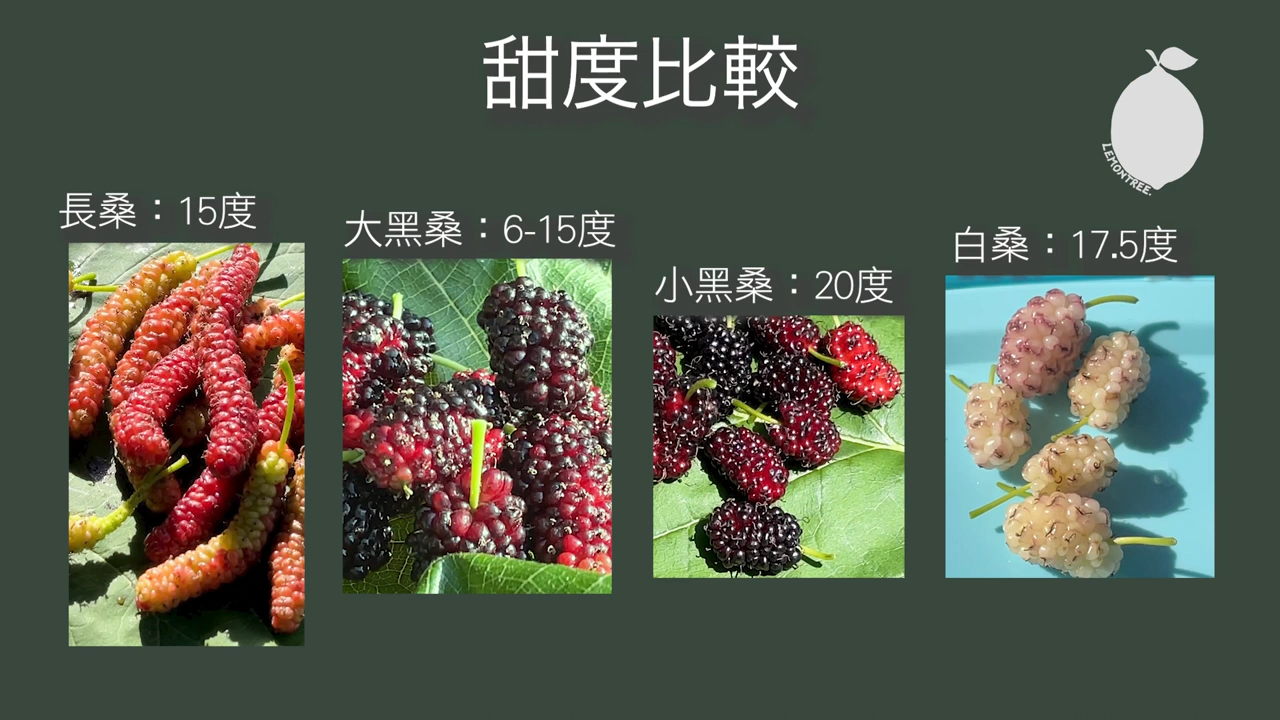 甜度比較
LEMONTREE.
長桑：15度
大黑桑：6-15度
小黑桑：20度
白桑：17.5度